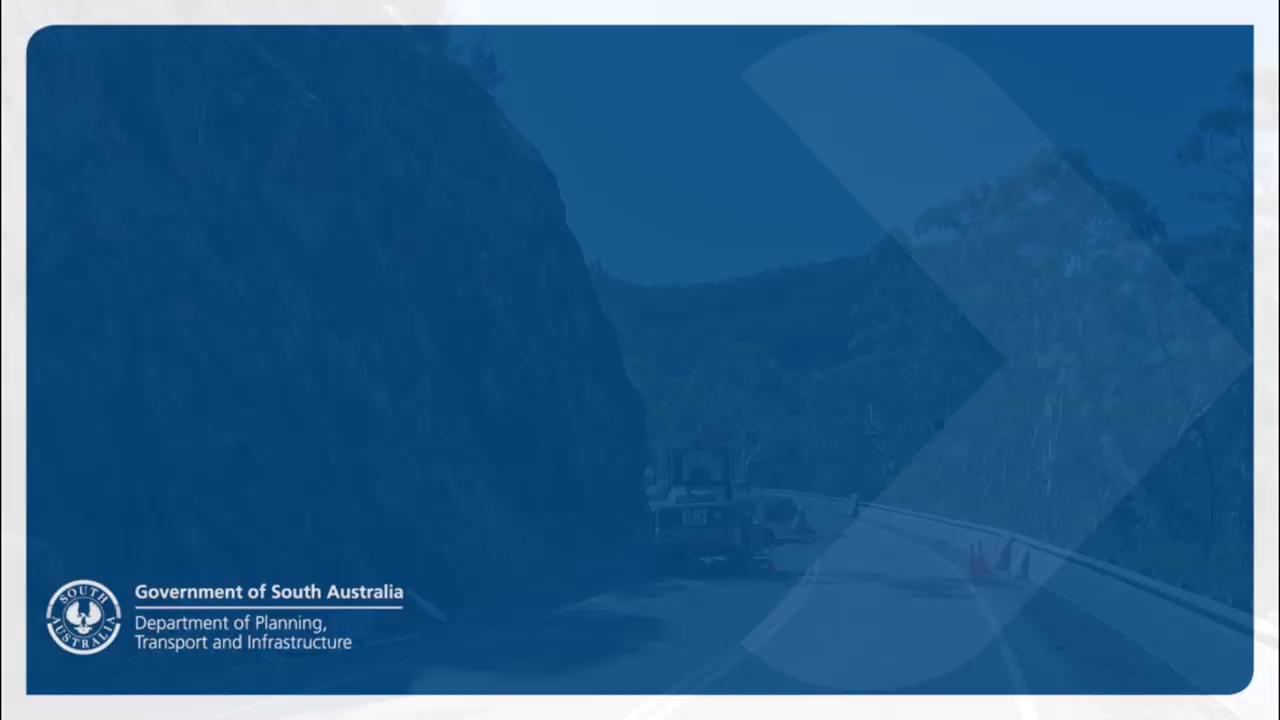 SOUTH
AUSTRALIA
Government of South Australia
Department of Planning,
Transport and Infrastructure
CAT